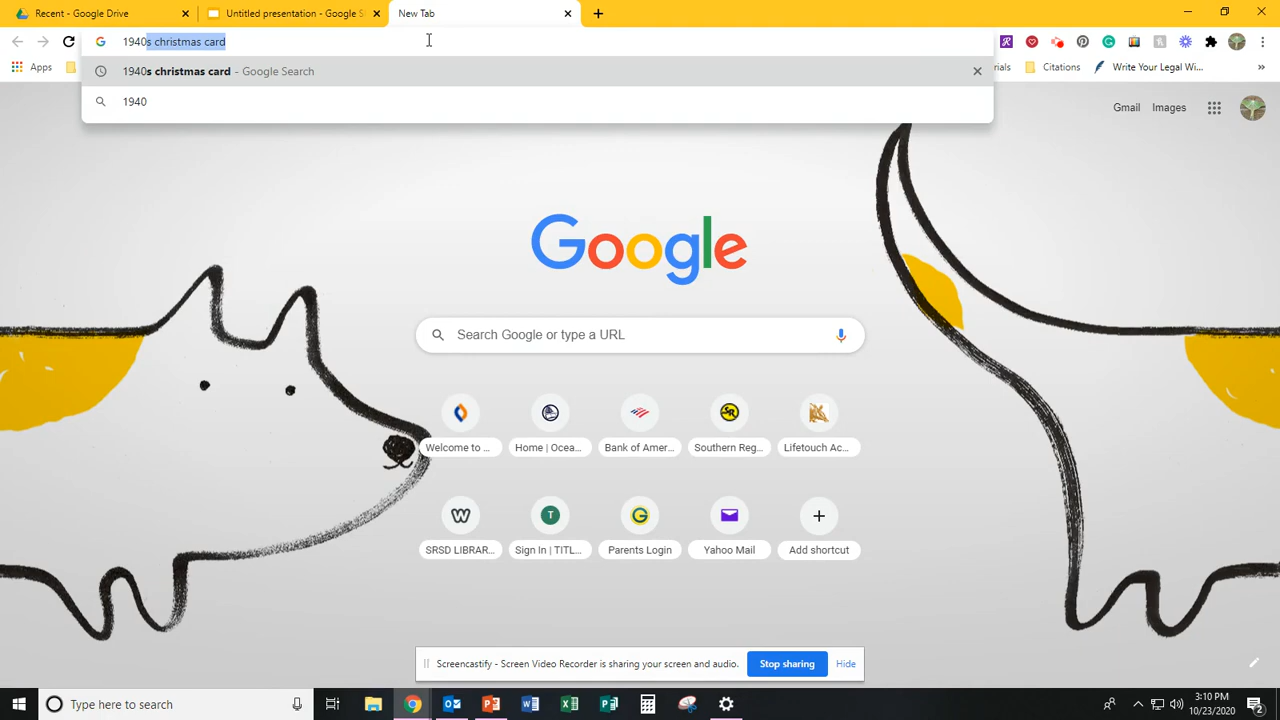 Recent - Google Drive
Untitled presentation - Google S
New Tab
1940s christmas card
Apps
rials
Citations
Write Your Legal Wi...
»
1940s christmas card - Google Search
1940
Gmail
Images
Google
Search Google or type a URL
Welcome to ...
Home | Ocea...
Bank of Amer...
Southern Reg...
Lifetouch Ac...
SRSD LIBRAR...
Sign In | TITL...
Parents Login
Yahoo Mail
Add shortcut
Screencastify - Screen Video Recorder is sharing your screen and audio.
Stop sharing
Hide
Type here to search
3:10 PM
10/23/2020